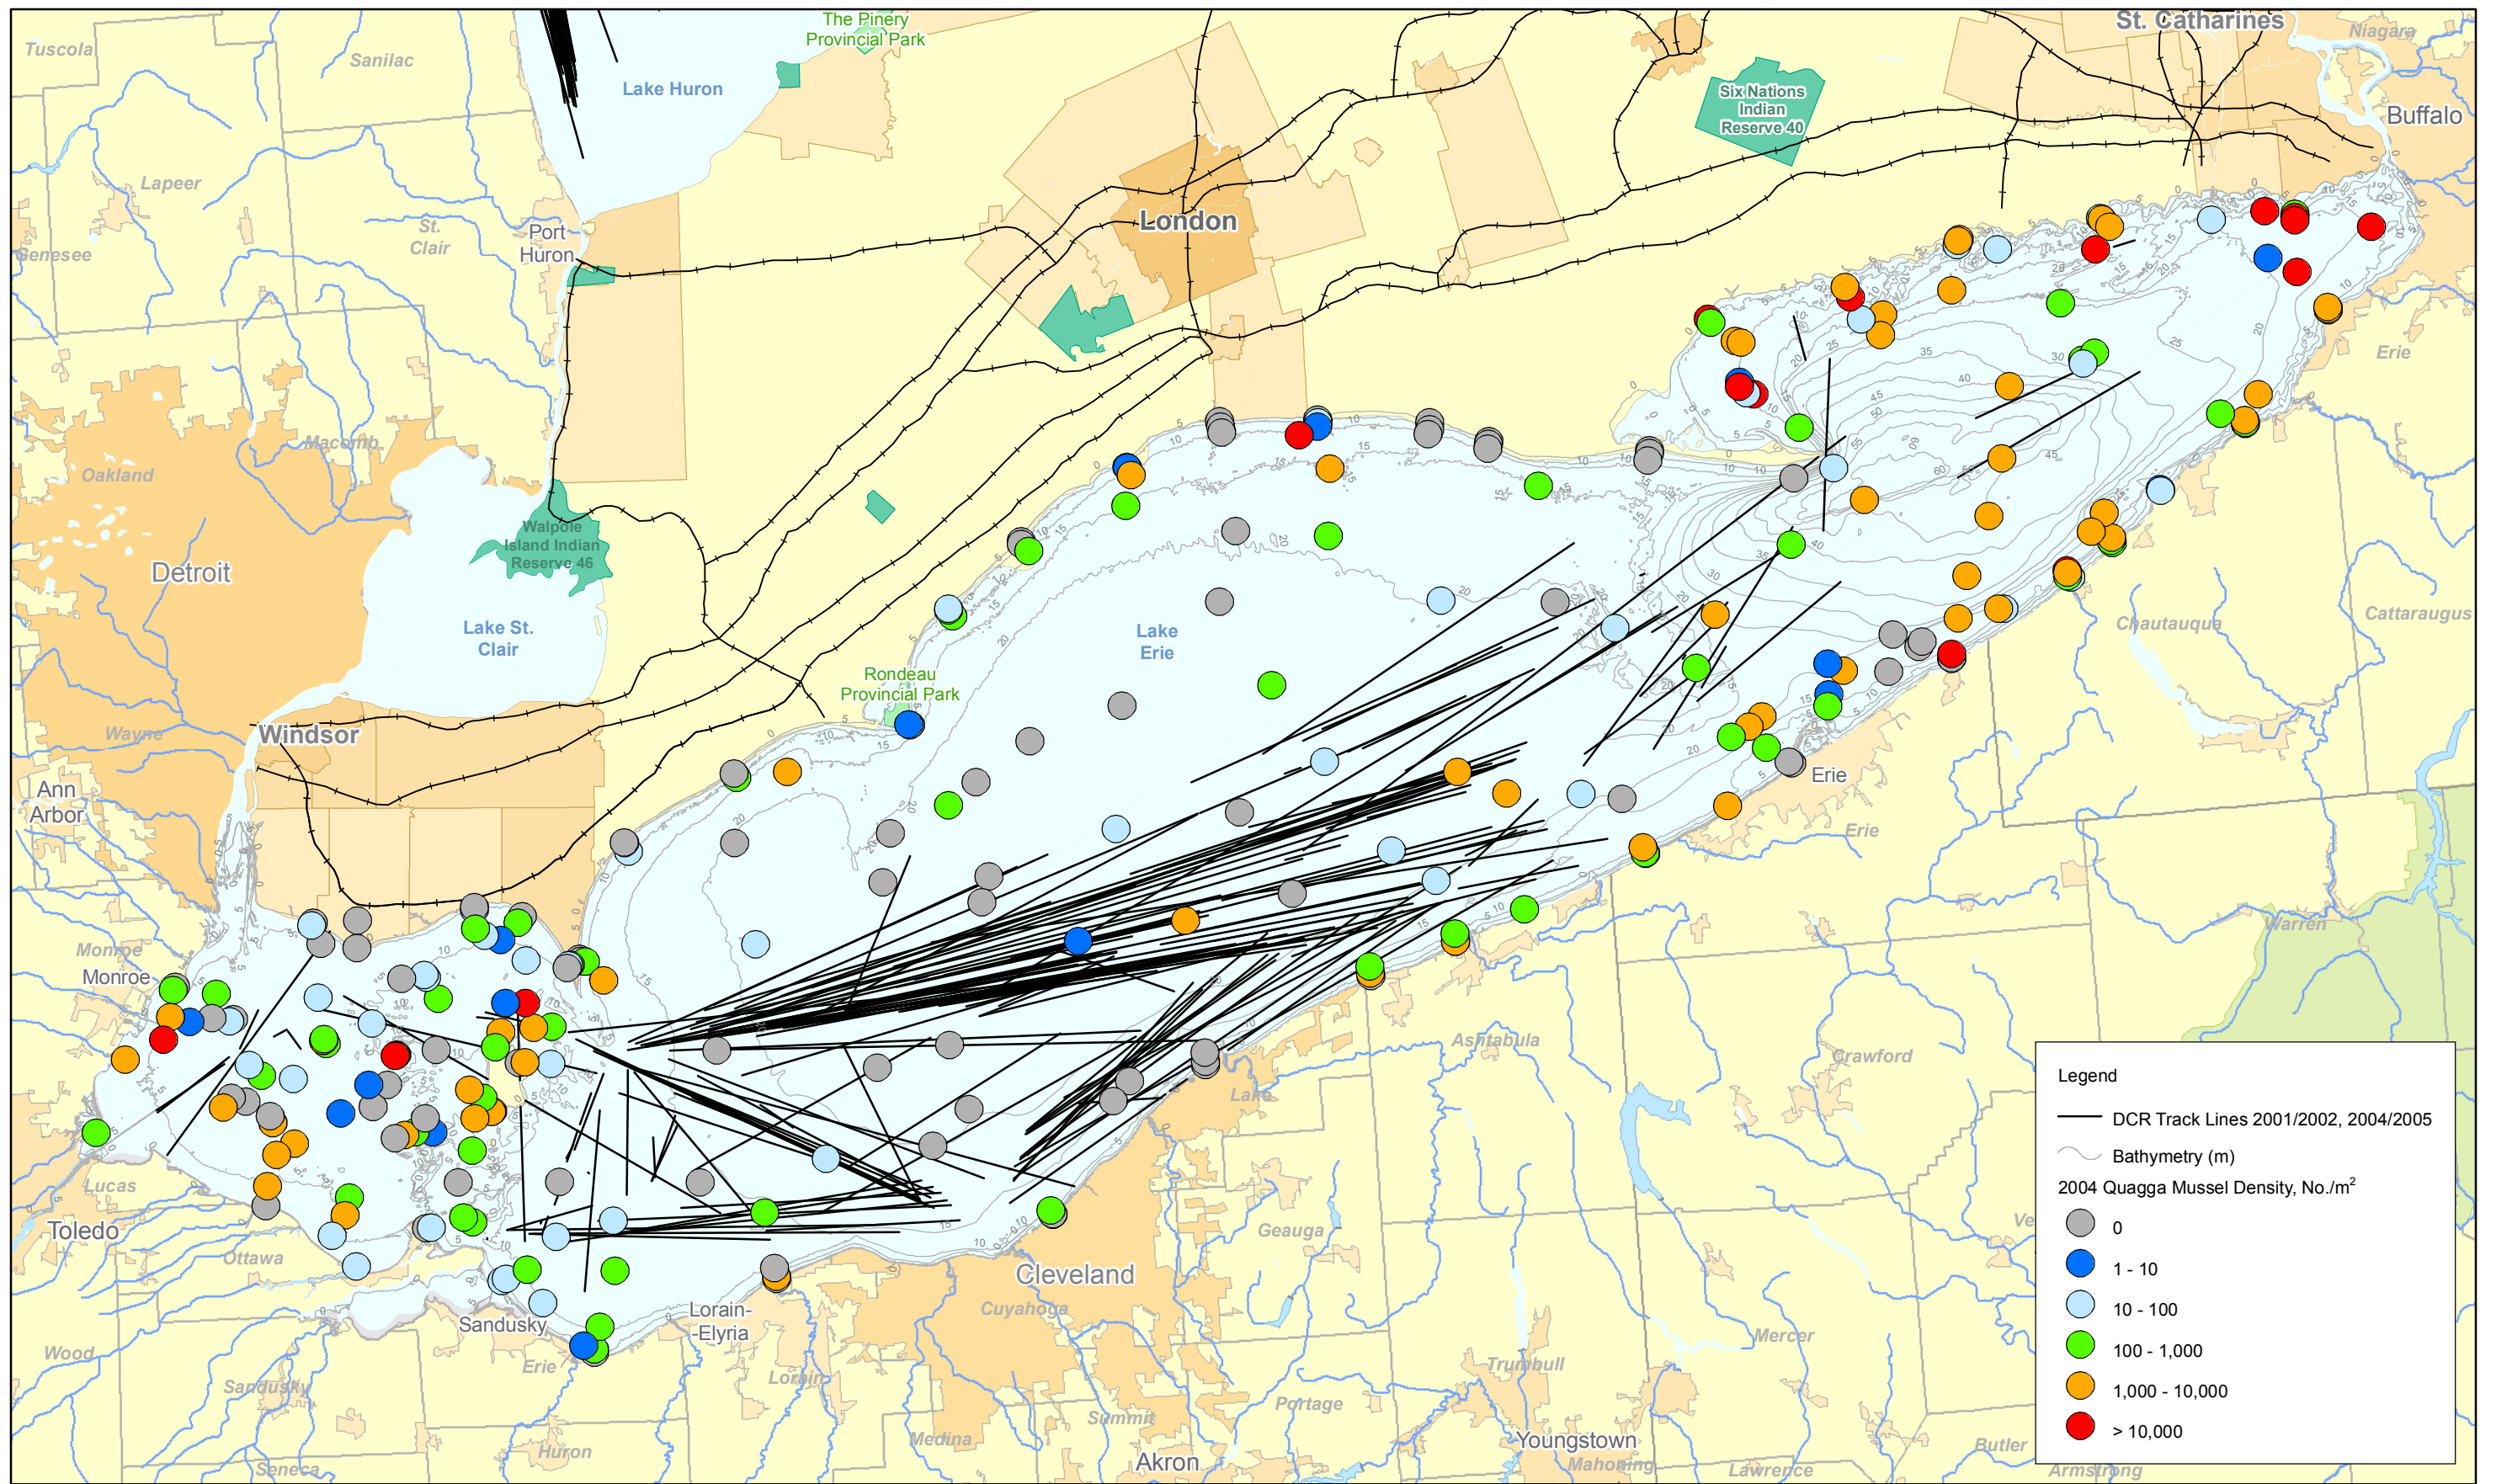 The Pinery
Provincial Park
St. Catharines
Niagara
Tuscola
Sanilac
Lake Huron
Six Nations
Indian
Reserve 40
Buffalo
Lapeer
St.
Clair
Port
Huron
London
Genesee
Erie
Macomb
Oakland
Walpole
Island Indian
Reserve 46
Detroit
Lake St.
Clair
Lake
Erie
Cattaraugus
Chautauqua
Rondeau
Provincial Park
Wayne
Windsor
Ann
Arbor
Erie
Erie
Warren
Monroe
Monroe
Ashtabula
Crawford
Lake
Lucas
Toledo
Ottawa
Geauga
Ve
Cleveland
Cuyahoga
Lorain-
-Elyria
Sandusky
Erie
Wood
Sandusky
Lorain
Mercer
Trumbull
Portage
Summit
Medina
Huron
Seneca
Akron
Youngstown
Mahoning
Lawrence
Butler
Armstrong
Legend
DCR Track Lines 2001/2002, 2004/2005
Bathymetry (m)
2004 Quagga Mussel Density, No./m²
0
1 - 10
10 - 100
100 - 1,000
1,000 - 10,000
> 10,000